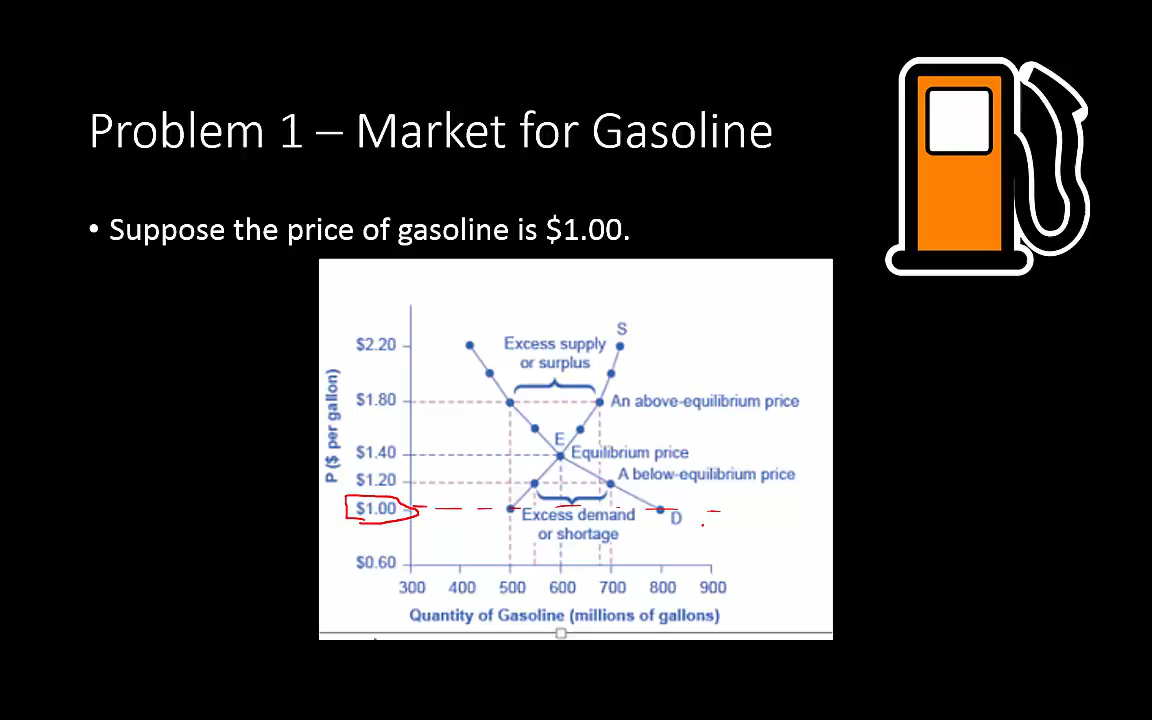 Problem 1 – Market for Gasoline
• Suppose the price of gasoline is $1.00.
S
$2.20
Excess supply
or surplus
$1.80
An above-equilibrium price
E
$1.40
Equilibrium price
$1.20
A below-equilibrium price
$1.00
Excess demand
or shortage
D
$0.60
P ($ per gallon)
300 400 500 600 700 800 900
Quantity of Gasoline (millions of gallons)